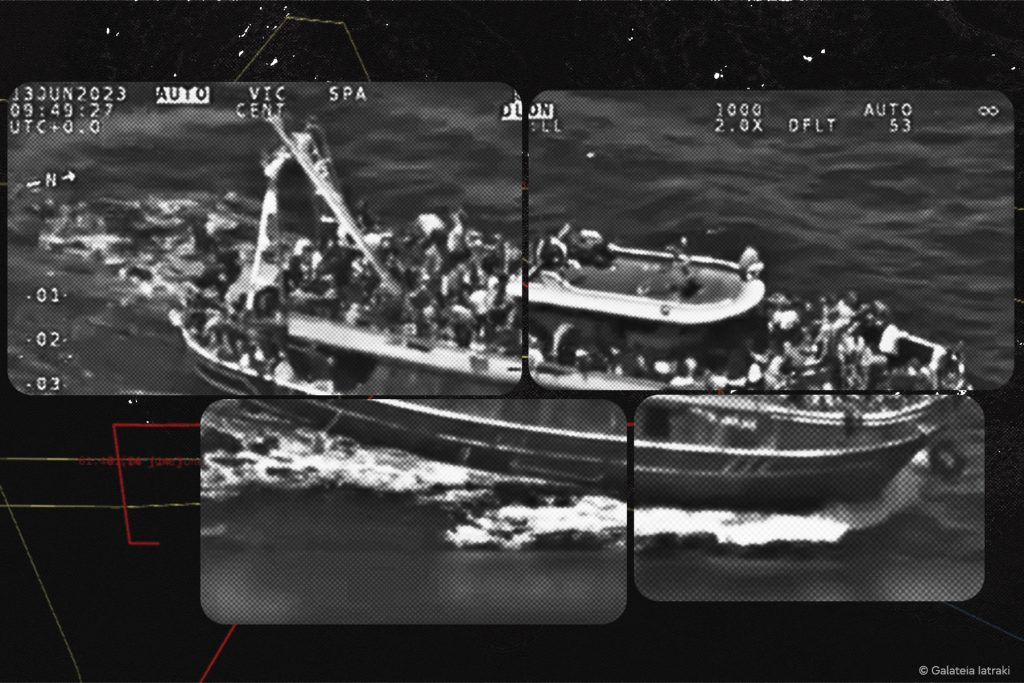 13JUN2023 AUTO VIC SPA
09:49:27 CENT
UTC+0.0
1000 AUTO ∞
2.0X DFLT 53
N
-01-
-02-
-03-
© Galateia Iatraki